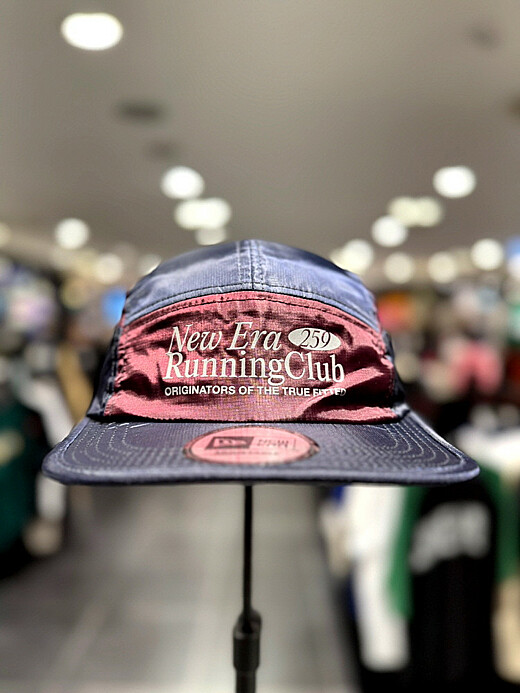 New Era 259
RunningClub
ORIGINATORS OF THE TRUE FITTED